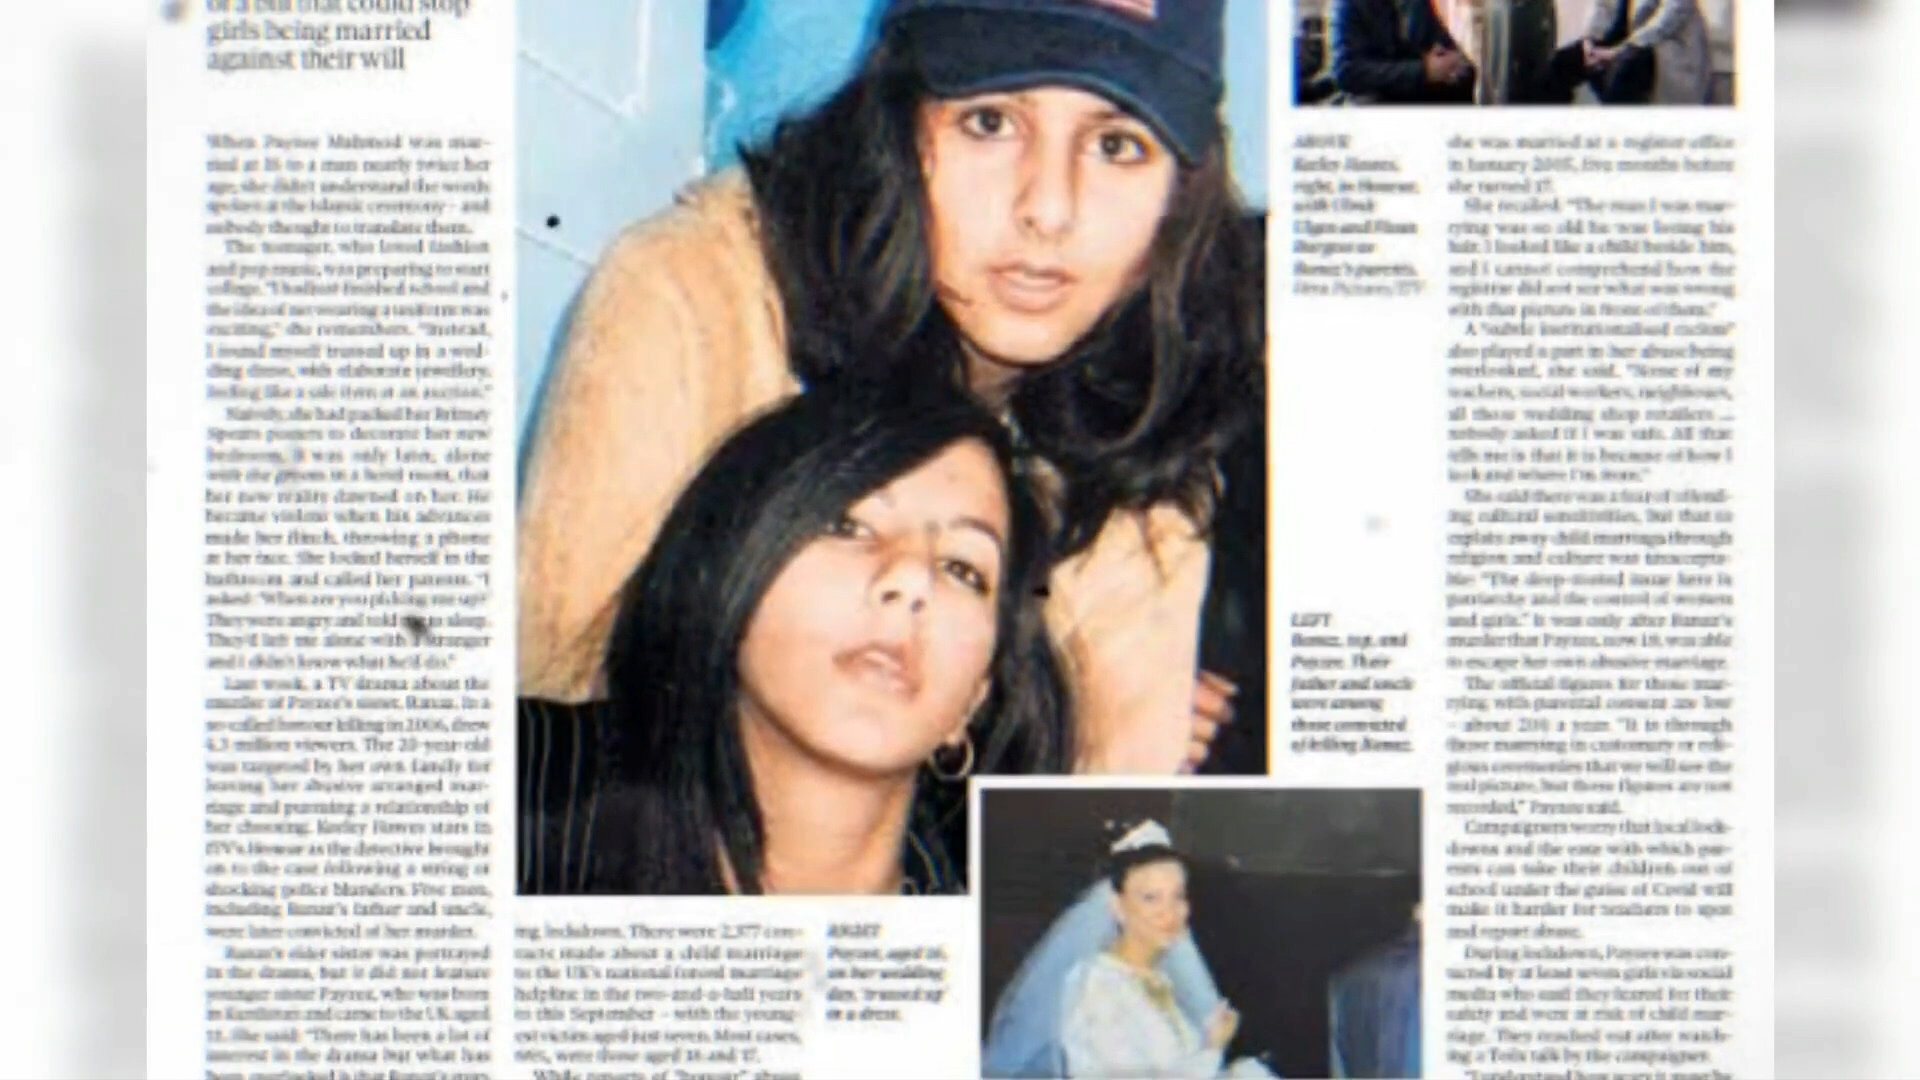 of a bill that could stop
girls being married
against their will
When Payzee Mahmod was mar-
ried at 16 to a man nearly twice her
age, she didn't understand the words
spoken at the Islamic ceremony – and
nobody thought to translate them.
The teenager, who loved fashion
and pop music, was preparing to start
college. "I had just finished school and
the idea of not wearing a uniform was
exciting," she remembers. "Instead,
I found myself trussed up in a wed-
ding dress, with elaborate jewellery,
feeling like a sale item at an auction."
Naively, she had packed her Britney
Spears posters to decorate her new
bedroom. It was only later, alone
with the groom in a hotel room, that
her new reality dawned on her. He
became violent when his advances
made her flinch, throwing a phone
at her face. She locked herself in the
bathroom and called her parents. "I
asked: 'When are you picking me up?'
They were angry and told me to sleep.
They'd left me alone with a stranger
and I didn't know what he'd do."
Last week, a TV drama about the
murder of Payzee's sister, Banaz, in a
so-called honour killing in 2006, drew
million viewers. The 20-year-old
was targeted by her own family for
leaving her abusive arranged mar-
riage and pursuing a relationship of
her choosing. Keeley Hawes stars in
ITV's Honour as the detective brought
on to the case following a string of
shocking police blunders. Five men,
including Banaz's father and uncle,
were later convicted of her murder.
Banaz's elder sister was portrayed
in the drama, but it did not feature
younger sister Payzee, who was born
in Kurdistan and came to the UK aged
She said: "There has been a lot of
interest in the drama but what has
been overlooked is that Banaz's story
ing lockdown. There were 2,377 con-
tacts made about a child marriage
to the UK's national forced marriage
helpline in the two-and-a-half years
to this September – with the young-
est victim aged just seven. Most cases,
were those aged 16 and 17.
While reports of "honour" abuse
RIGHT
Payzee, aged 16,
on her wedding
day, 'trussed up
in a dress'.
ABOVE
Keeley Hawes,
right, in Honour,
with
and
as
Banaz's parents.
Hera Pictures/ITV
LEFT
Banaz, top, and
Payzee. Their
father and uncle
were among
those convicted
of killing Banaz.
she was married at a register office
in January 2005, five months before
she turned 17.
She recalled: "The man I was mar-
rying was so old he was losing his
hair. I looked like a child beside him,
and I cannot comprehend how the
registrar did not see what was wrong
with that picture in front of them."
A "subtle institutionalised racism"
also played a part in her abuse being
overlooked, she said. "None of my
teachers, social workers, neighbours,
all those wedding shop retailers …
nobody asked if I was safe. All that
tells me is that it is because of how I
look and where I'm from."
She said there was a fear of offend-
ing cultural sensitivities, but that to
explain away child marriage through
religion and culture was unaccepta-
ble: "The deep-rooted issue here is
patriarchy and the control of women
and girls." It was only after Banaz's
murder that Payzee, now 18, was able
to escape her own abusive marriage.
The official figures for those mar-
rying with parental consent are low
– about 200 a year. "It is through
those marrying in customary or reli-
gious ceremonies that we will see the
real picture, but those figures are not
recorded," Payzee said.
Campaigners worry that local lock-
downs and the ease with which par-
ents can take their children out of
school under the guise of Covid will
make it harder for teachers to spot
and report abuse.
During lockdown, Payzee was con-
tacted by at least seven girls via social
media who said they feared for their
safety and were at risk of child mar-
riage. They reached out after watch-
ing a Tedx talk by the campaigner.
"I understand how scary it must be